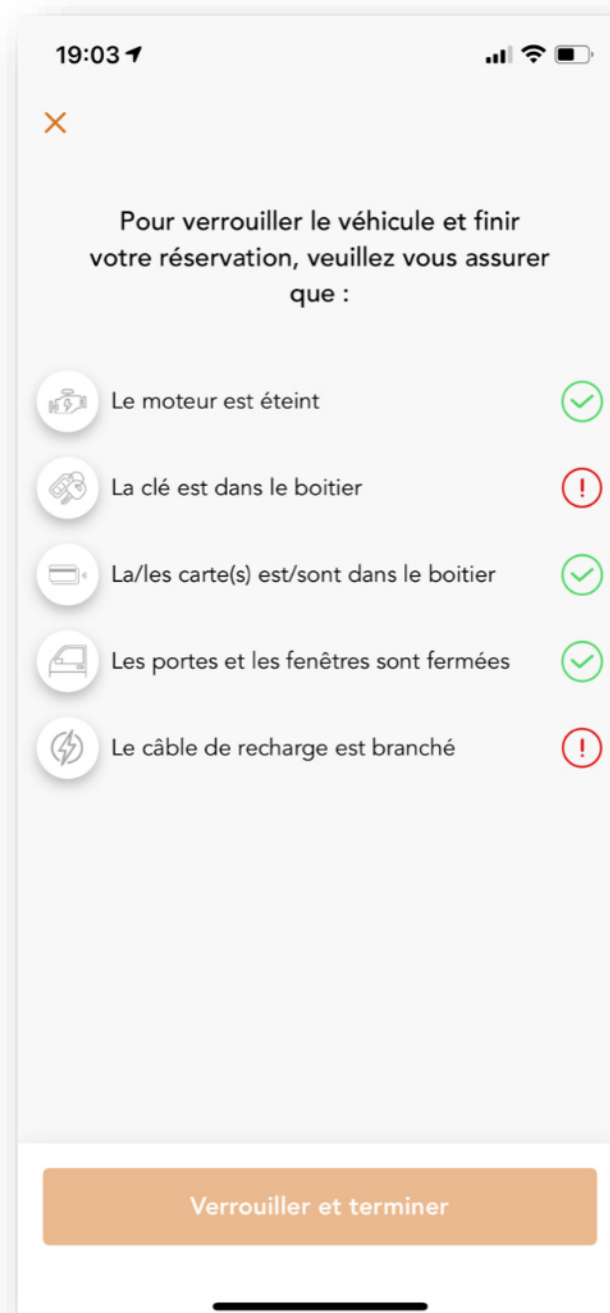 19:03
Pour verrouiller le véhicule et finir
votre réservation, veuillez vous assurer
que :
Le moteur est éteint
La clé est dans le boitier
La/les carte(s) est/sont dans le boitier
Les portes et les fenêtres sont fermées
Le câble de recharge est branché
Verrouiller et terminer